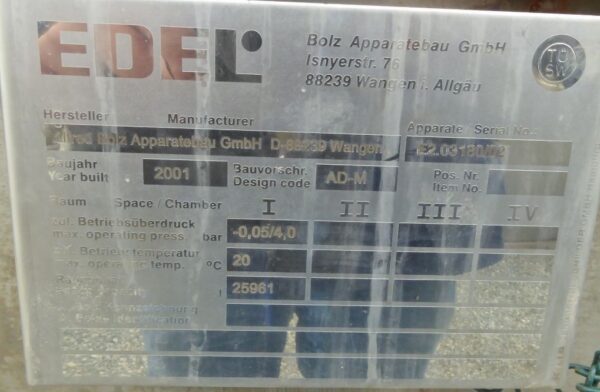 EDEL
Bolz Apparatebau GmbH
Isnyerstr. 76
88239 Wangen i. Allgäu
TÜ
SW
Hersteller Manufacturer
Alfred Bolz Apparatebau GmbH D-88239 Wangen
Apparate / Serial No.:
Baujahr
Year built
2001
Bauvorschr.
Design code
AD-M
Pos. Nr.
Item No.
Raum Space / Chamber I II III IV
zul. Betriebsüberdruck
max. operating press. bar
-0,05/4,0
zul. Betriebstemperatur
max. operating temp. °C
20
l
25961